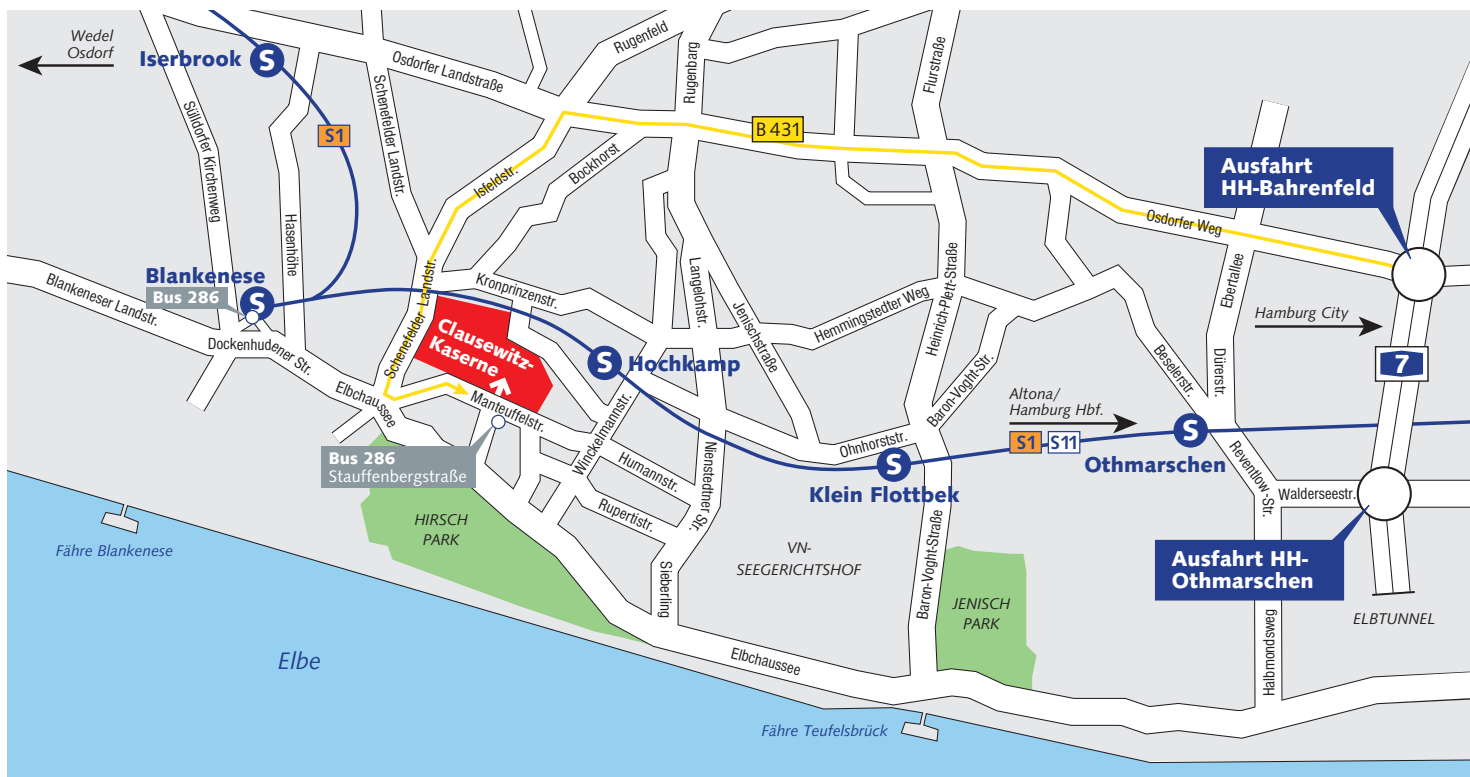 Wedel
Osdorf
Iserbrook
S
S1
Sülldorfer Kirchenweg
Hasenhöhe
Schenefelder Landstr.
Osdorfer Landstraße
Rugenfeld
Rugenbarg
Flurstraße
B 431
Isfeldstr.
Bockhorst
Ausfahrt
HH-Bahrenfeld
Osdorfer Weg
Ebertallee
Hamburg City
7
Blankenese
Bus 286
S
Blankeneser Landstr.
Dockenhudener Str.
Elbchaussee
Schenefelder Landstr.
Kronprinzenstr.
Clausewitz-
Kaserne
Manteuffelstr.
Bus 286
Stauffenbergstraße
S
Hochkamp
Langelohstr.
Jenischstraße
Hemmingstedter Weg
Heinrich-Plett-Straße
Baron-Voght-Str.
Beselerstr.
Dürerstr.
Altona/
Hamburg Hbf.
S1
S11
S
Othmarschen
Winckelmannstr.
Humannstr.
Rupertistr.
Nienstedtner Str.
Sieberling
Ohnhorststr.
S
Klein Flottbek
Baron-Voght-Straße
Reventlow-Str.
Walderseestr.
Ausfahrt HH-
Othmarschen
ELBTUNNEL
Halbmondsweg
HIRSCH
PARK
VN-
SEEGERICHTSHOF
JENISCH
PARK
Fähre Blankenese
Elbe
Elbchaussee
Fähre Teufelsbrück